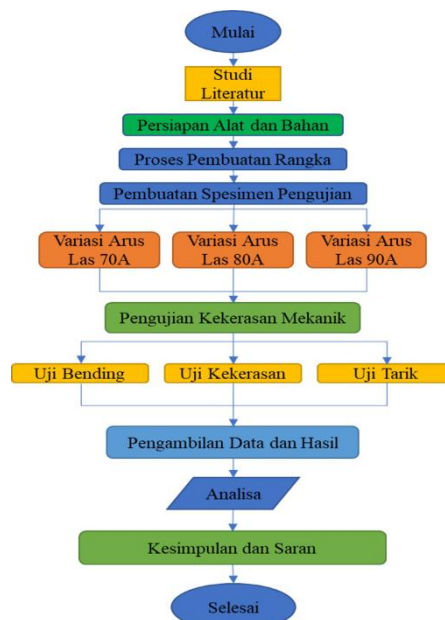 Mulai
Studi
Literatur
Persiapan Alat dan Bahan
Proses Pembuatan Rangka
Pembuatan Spesimen Pengujian
Variasi Arus
Las 70A
Variasi Arus
Las 80A
Variasi Arus
Las 90A
Pengujian Kekerasan Mekanik
Uji Bending
Uji Kekerasan
Uji Tarik
Pengambilan Data dan Hasil
Analisa
Kesimpulan dan Saran
Selesai